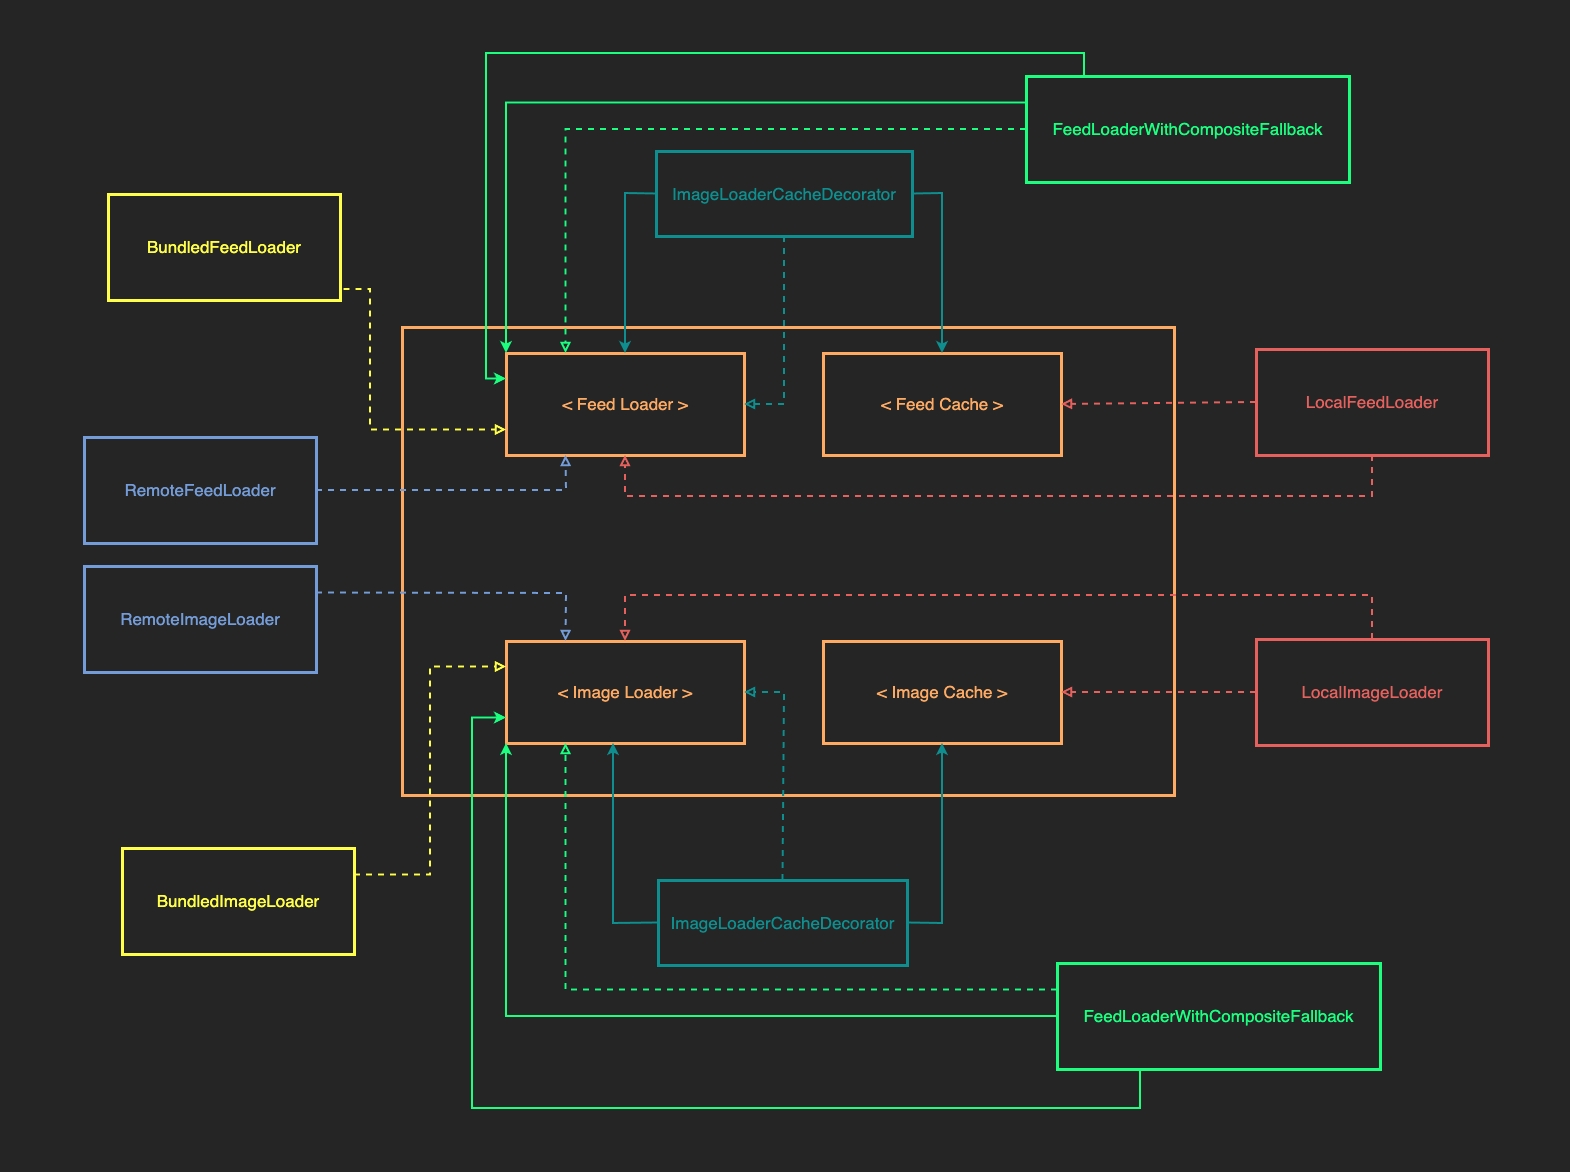 FeedLoaderWithCompositeFallback
ImageLoaderCacheDecorator
BundledFeedLoader
< Feed Loader >
< Feed Cache >
LocalFeedLoader
RemoteFeedLoader
RemoteImageLoader
< Image Loader >
< Image Cache >
LocalImageLoader
BundledImageLoader
ImageLoaderCacheDecorator
FeedLoaderWithCompositeFallback